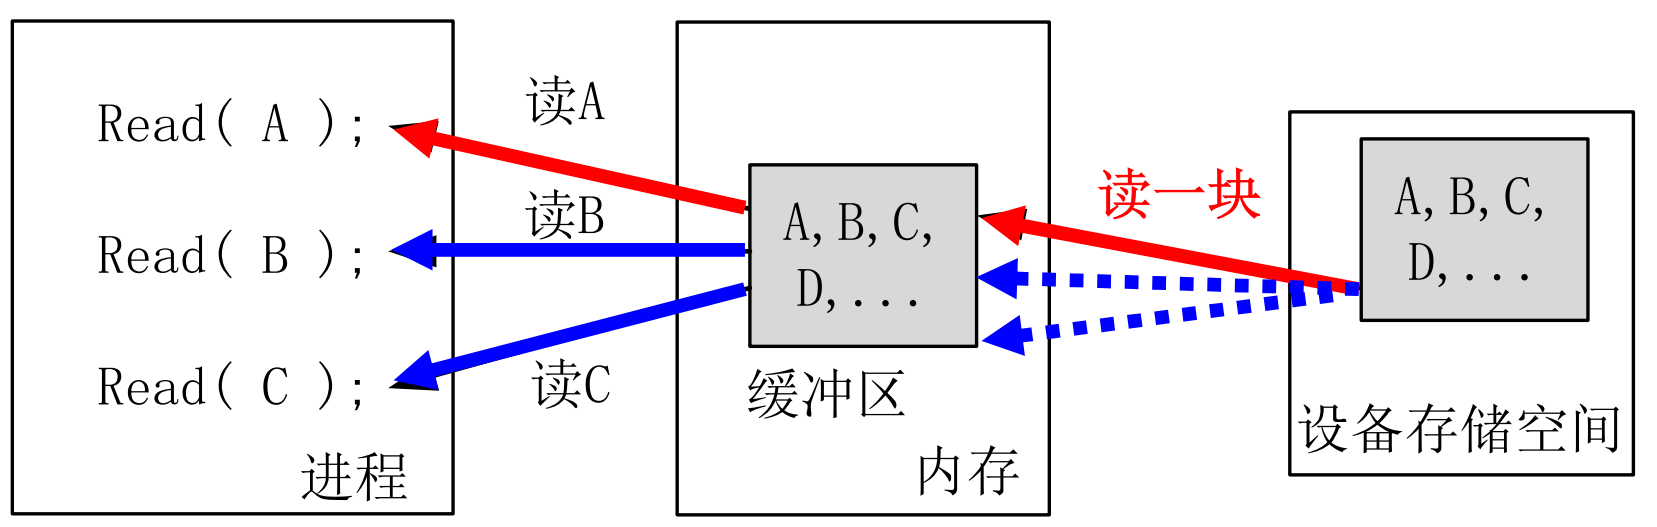 Read( A );
Read( B );
Read( C );
进程
读A
读B
读C
A, B, C,
D, ...
缓冲区
内存
读一块
A, B, C,
D, ...
设备存储空间